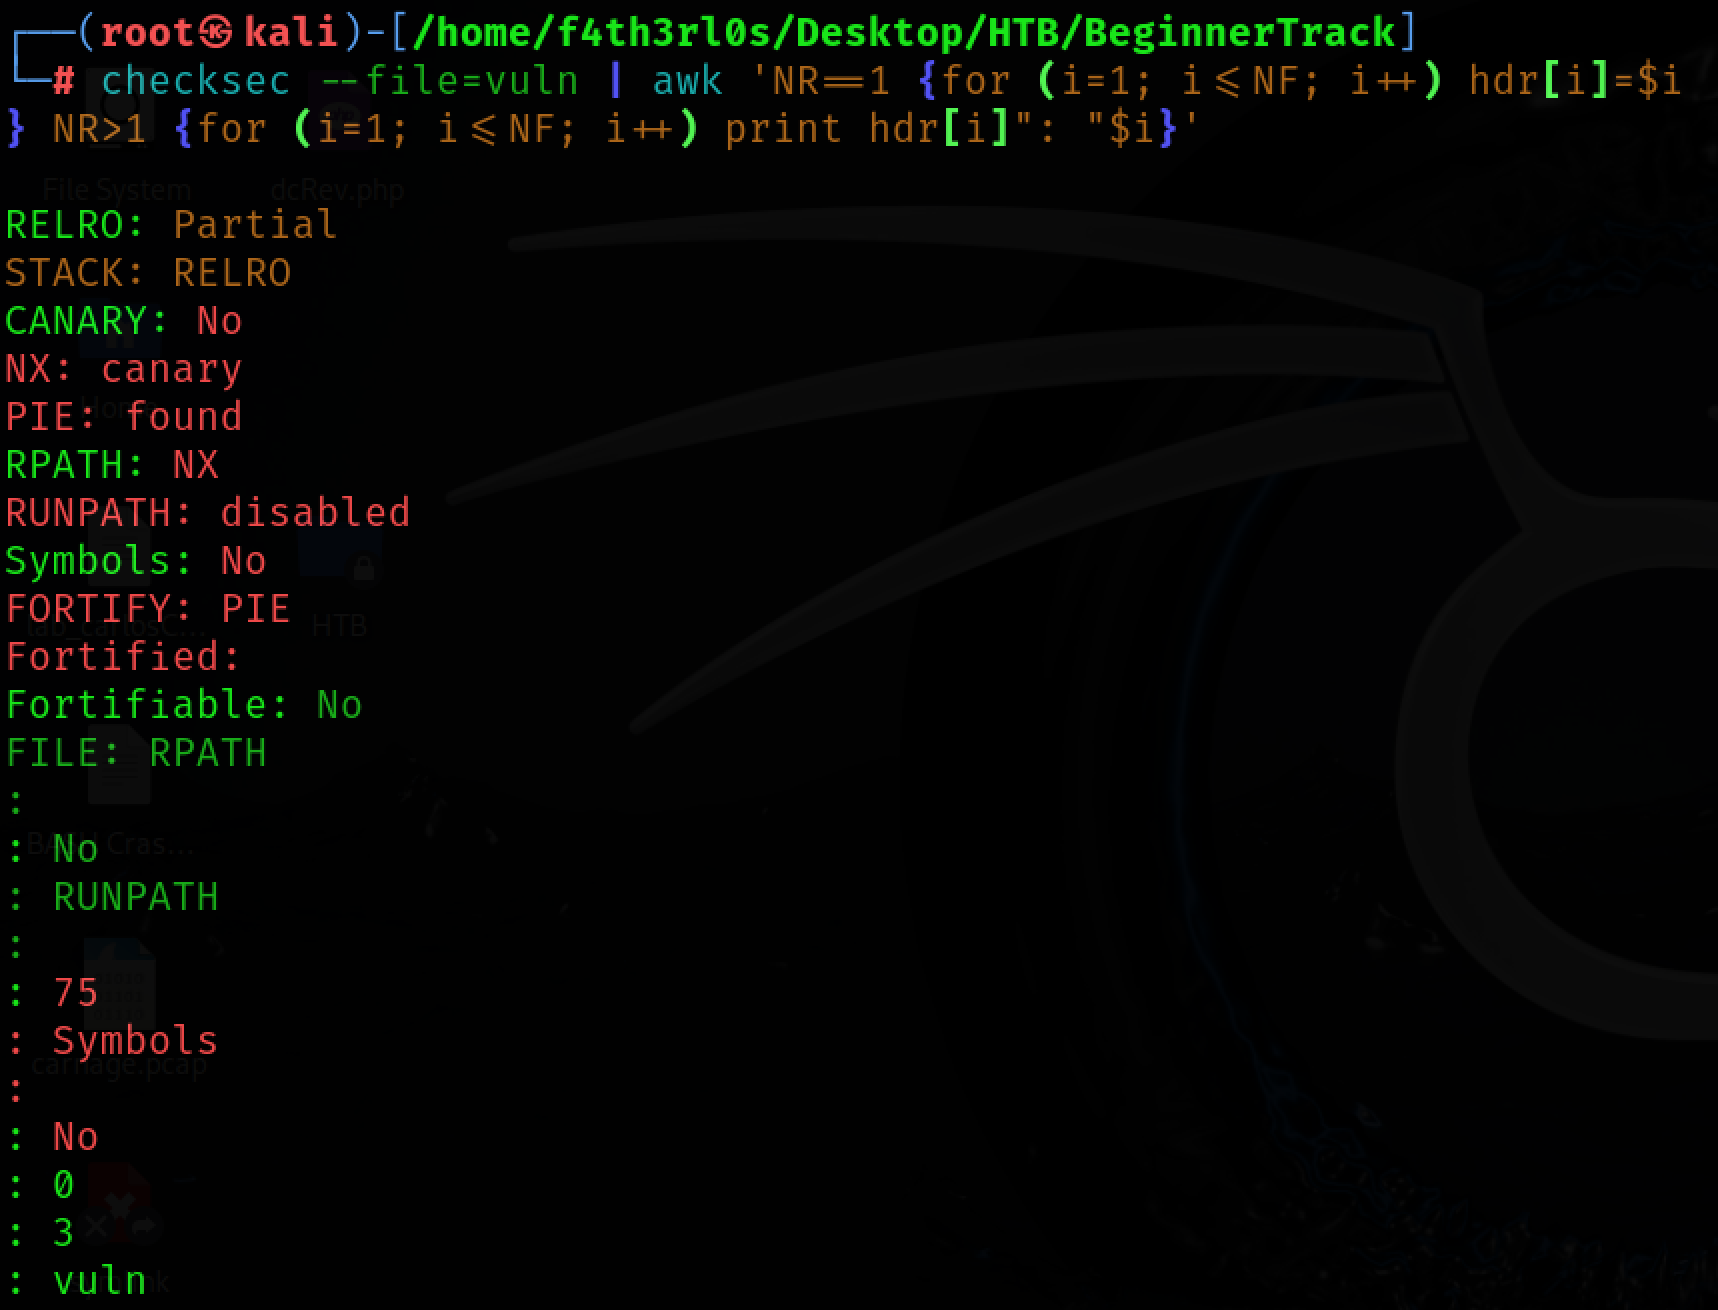 ┌──(root㉿kali)-[/home/f4th3rl0s/Desktop/HTB/BeginnerTrack]
└─# checksec --file=vuln | awk 'NR==1 {for (i=1; i<=NF; i++) hdr[i]=$i
} NR>1 {for (i=1; i<=NF; i++) print hdr[i]": "$i}'
File System dcRev.php
RELRO: Partial
STACK: RELRO
CANARY: No
NX: canary
PIE: found
RPATH: NX
RUNPATH: disabled
Symbols: No
FORTIFY: PIE
HTB
Fortified:
Fortifiable: No
FILE: RPATH
:
: No
: RUNPATH
:
: 75
: Symbols
carnage.pcap
:
: No
: 0
: 3
: vuln